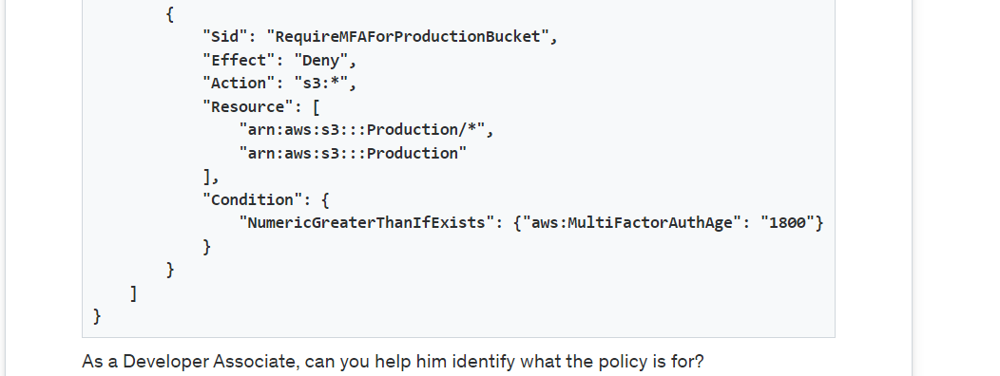 {
"Sid": "RequireMFAForProductionBucket",
"Effect": "Deny",
"Action": "s3:*",
"Resource": [
"arn:aws:s3:::Production/*",
"arn:aws:s3:::Production"
],
"Condition": {
"NumericGreaterThanIfExists": {"aws:MultiFactorAuthAge": "1800"}
}
}
]
}
As a Developer Associate, can you help him identify what the policy is for?